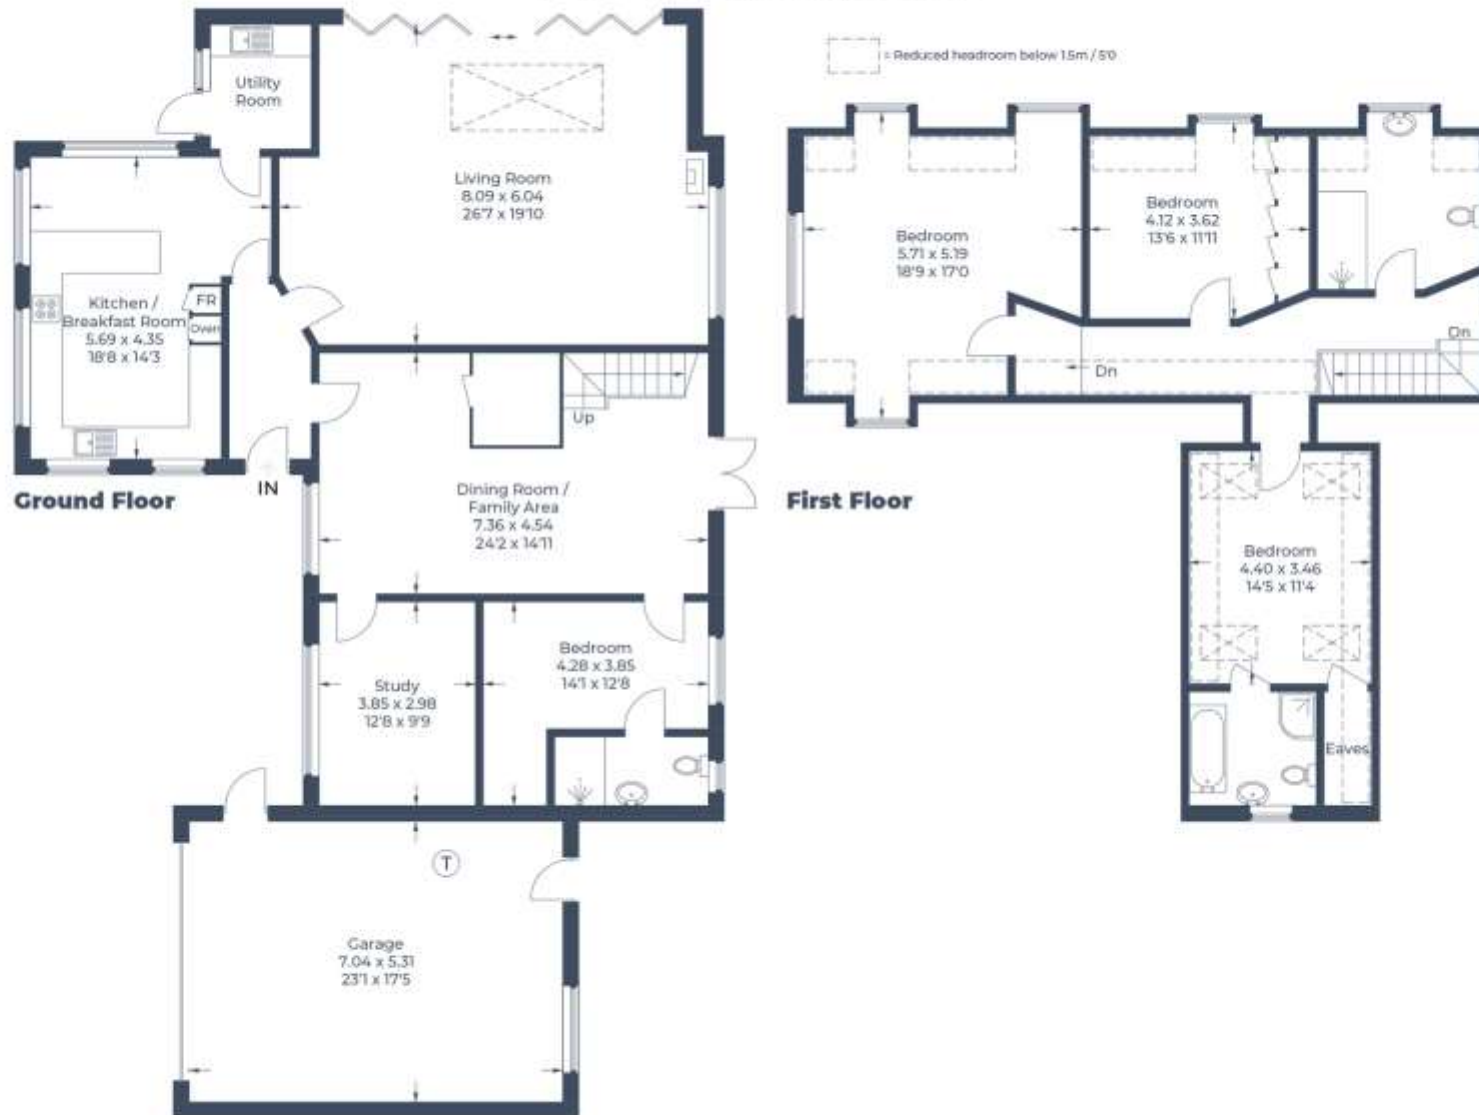 = Reduced headroom below 1.5m / 5'0
Utility
Room
Living Room
8.09 x 6.04
26'7 x 19'10
Kitchen /
Breakfast Room
5.69 x 4.35
18'8 x 14'3
FR
Oven
Up
IN
Ground Floor
Dining Room /
Family Area
7.36 x 4.54
24'2 x 14'11
Study
3.85 x 2.98
12'8 x 9'9
Bedroom
4.28 x 3.85
14'1 x 12'8
T
Garage
7.04 x 5.31
23'1 x 17'5
Bedroom
5.71 x 5.19
18'9 x 17'0
Bedroom
4.12 x 3.62
13'6 x 11'11
Dn
Dn
First Floor
Bedroom
4.40 x 3.46
14'5 x 11'4
Eaves